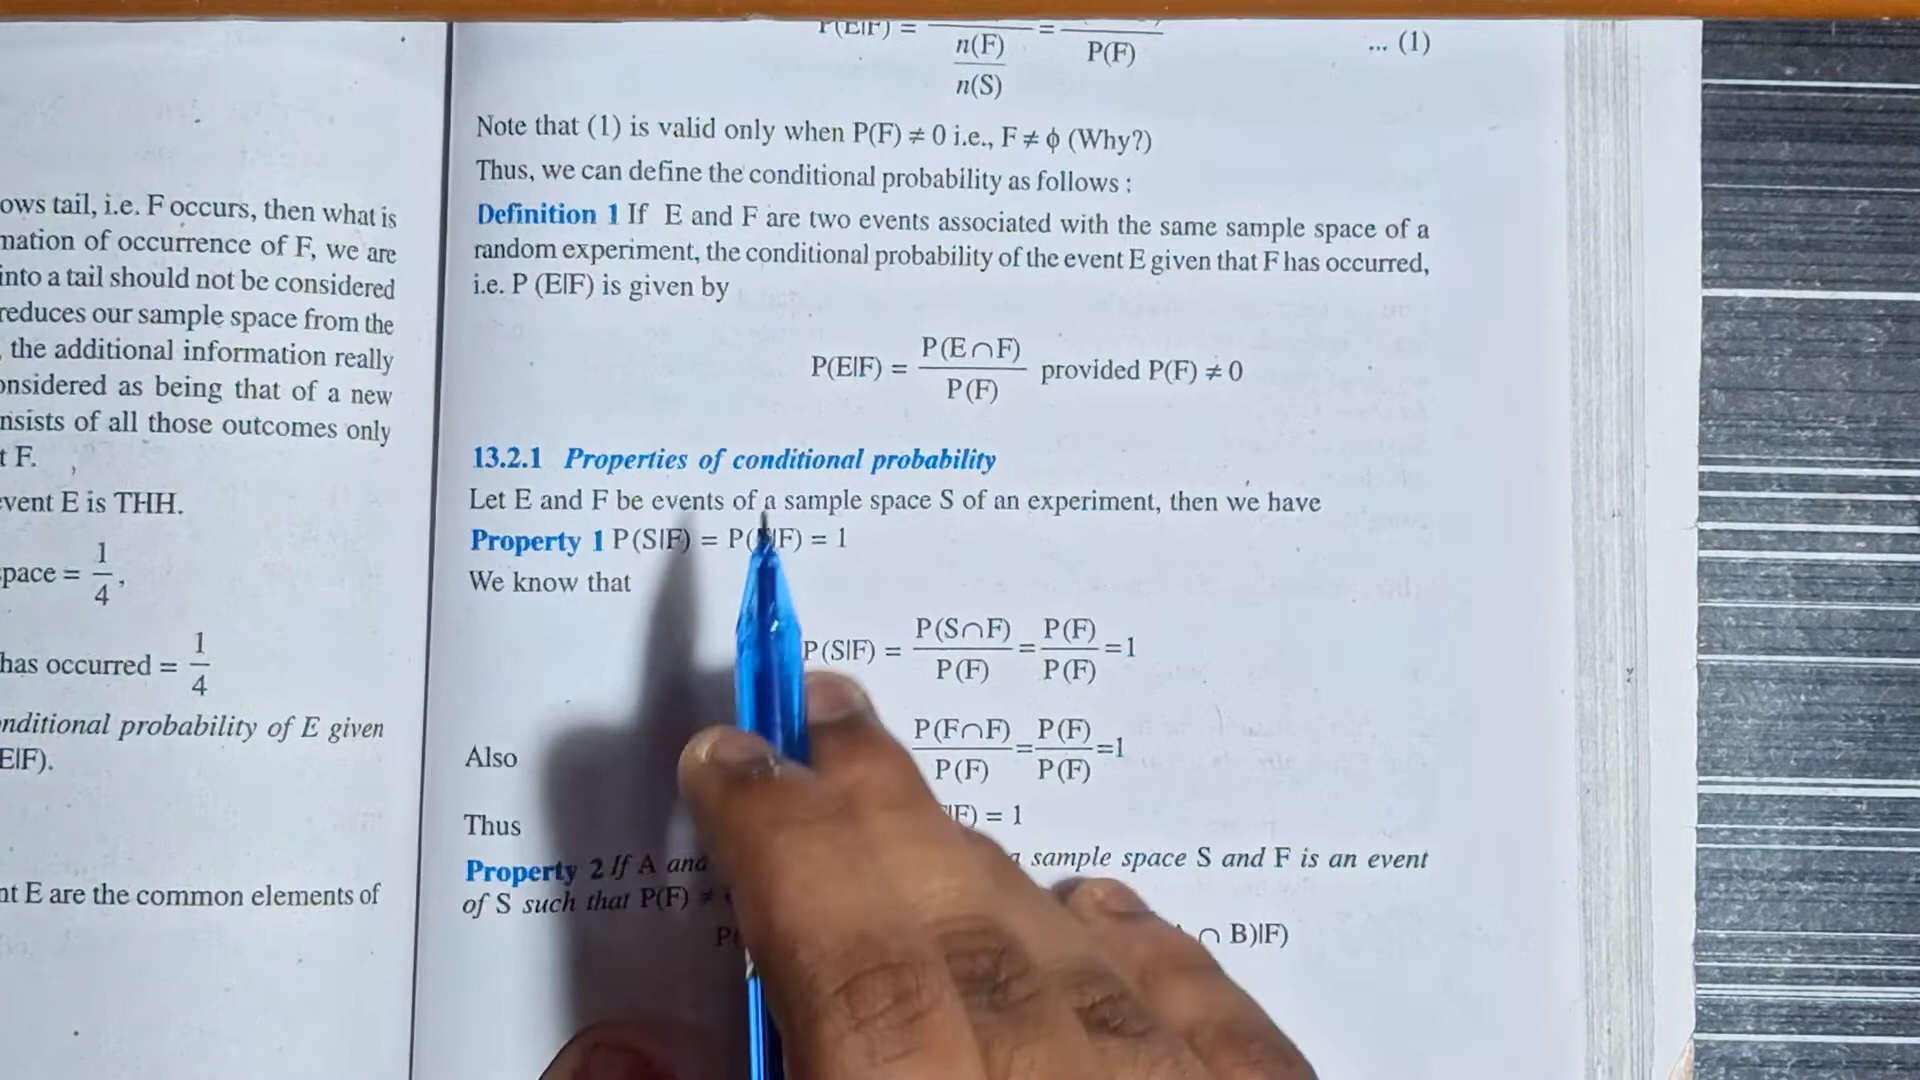 ows tail, i.e. F occurs, then what is
mation of occurrence of F, we are
into a tail should not be considered
reduces our sample space from the
the additional information really
onsidered as being that of a new
nsists of all those outcomes only
t F.
event E is THH.
space = 1/4,
has occurred = 1/4
onditional probability of E given
E|F).
nt E are the common elements of
P(E|F) = n(F)/n(S) = P(F) ... (1)
Note that (1) is valid only when P(F) ≠ 0 i.e., F ≠ ϕ (Why?)
Thus, we can define the conditional probability as follows :
Definition 1 If E and F are two events associated with the same sample space of a
random experiment, the conditional probability of the event E given that F has occurred,
i.e. P (E|F) is given by
P(E|F) = P(E∩F)/P(F) provided P(F) ≠ 0
13.2.1 Properties of conditional probability
Let E and F be events of a sample space S of an experiment, then we have
Property 1 P(S|F) = P( |F) = 1
We know that
P(S|F) = P(S∩F)/P(F) = P(F)/P(F) = 1
Also P(F∩F)/P(F) = P(F)/P(F) = 1
Thus |F) = 1
Property 2 If A and sample space S and F is an event
of S such that P(F) ≠
P( ∩ B)|F)